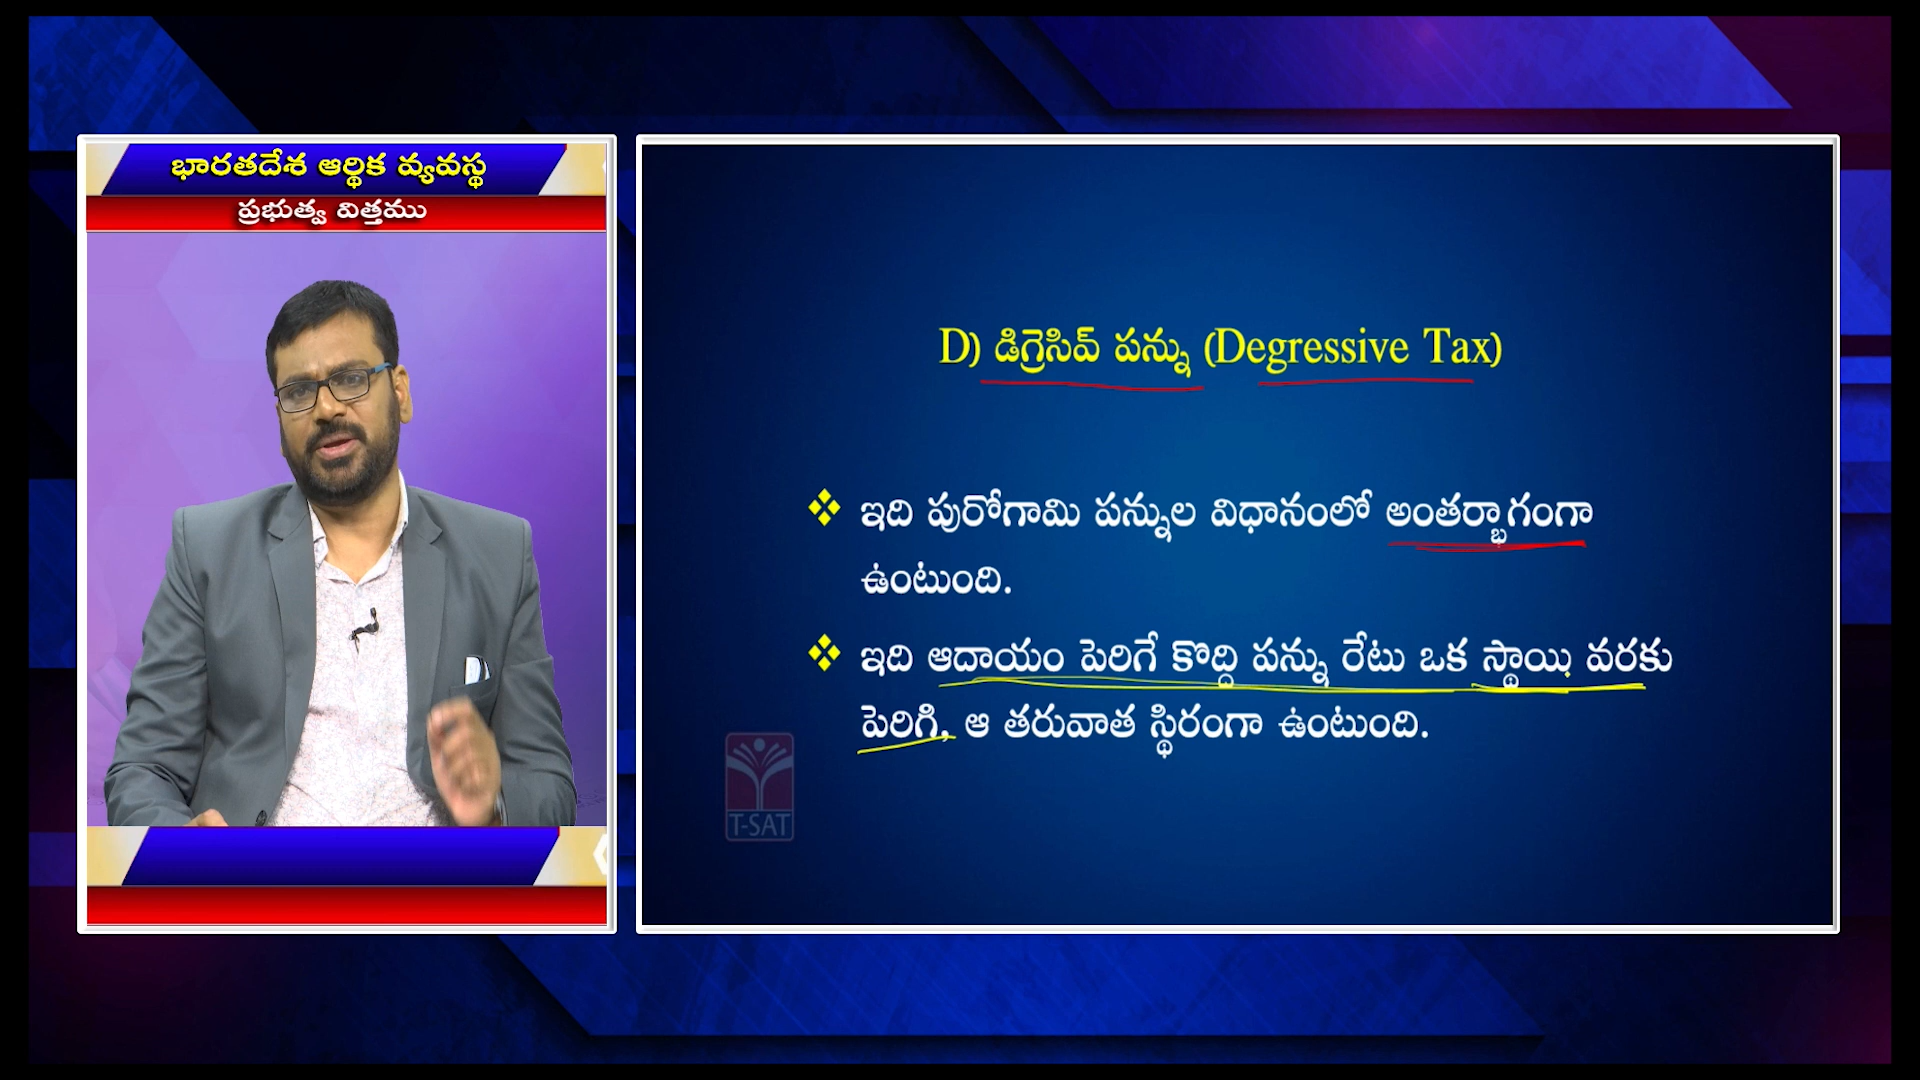 భారతదేశ ఆర్థిక వ్యవస్థ
ప్రభుత్వ విత్తము
D) డిగ్రెసివ్ పన్ను (Degressive Tax)
❖ ఇది పురోగామి పన్నుల విధానంలో అంతర్భాగంగా
ఉంటుంది.
❖ ఇది ఆదాయం పెరిగే కొద్ది పన్ను రేటు ఒక స్థాయి వరకు
పెరిగి, ఆ తరువాత స్థిరంగా ఉంటుంది.
T-SAT